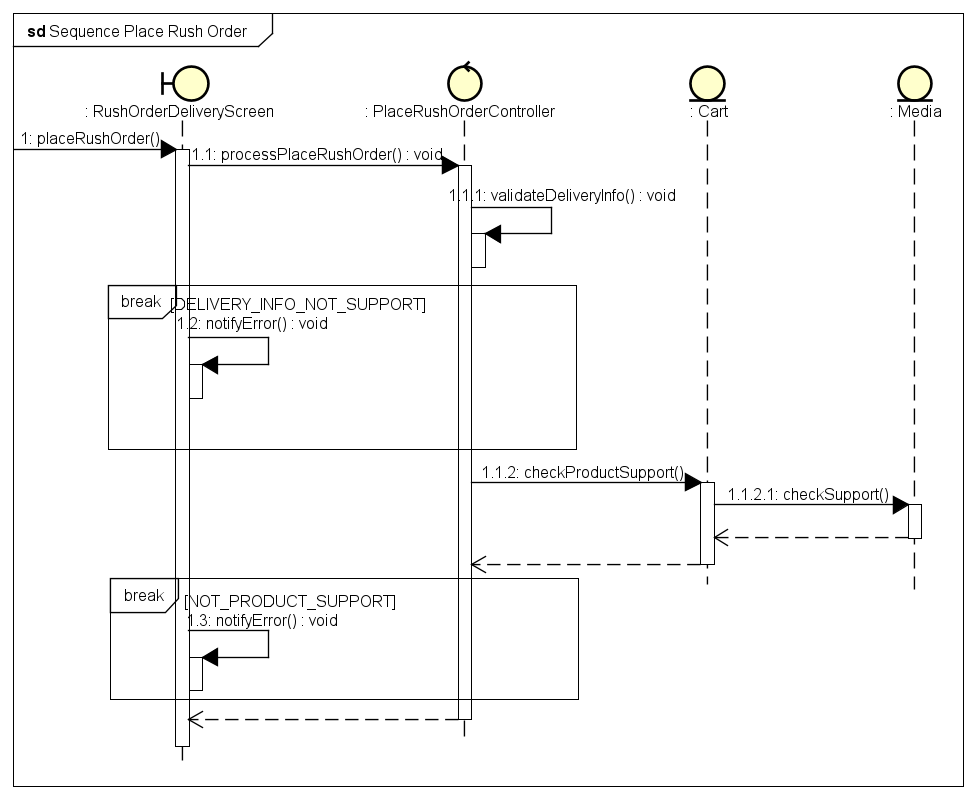 sd Sequence Place Rush Order
: RushOrderDeliveryScreen
: PlaceRushOrderController
: Cart
: Media
1: placeRushOrder()
1.1: processPlaceRushOrder() : void
1.1.1: validateDeliveryInfo() : void
break
[DELIVERY_INFO_NOT_SUPPORT]
1.2: notifyError() : void
1.1.2: checkProductSupport()
1.1.2.1: checkSupport()
break
[NOT_PRODUCT_SUPPORT]
1.3: notifyError() : void